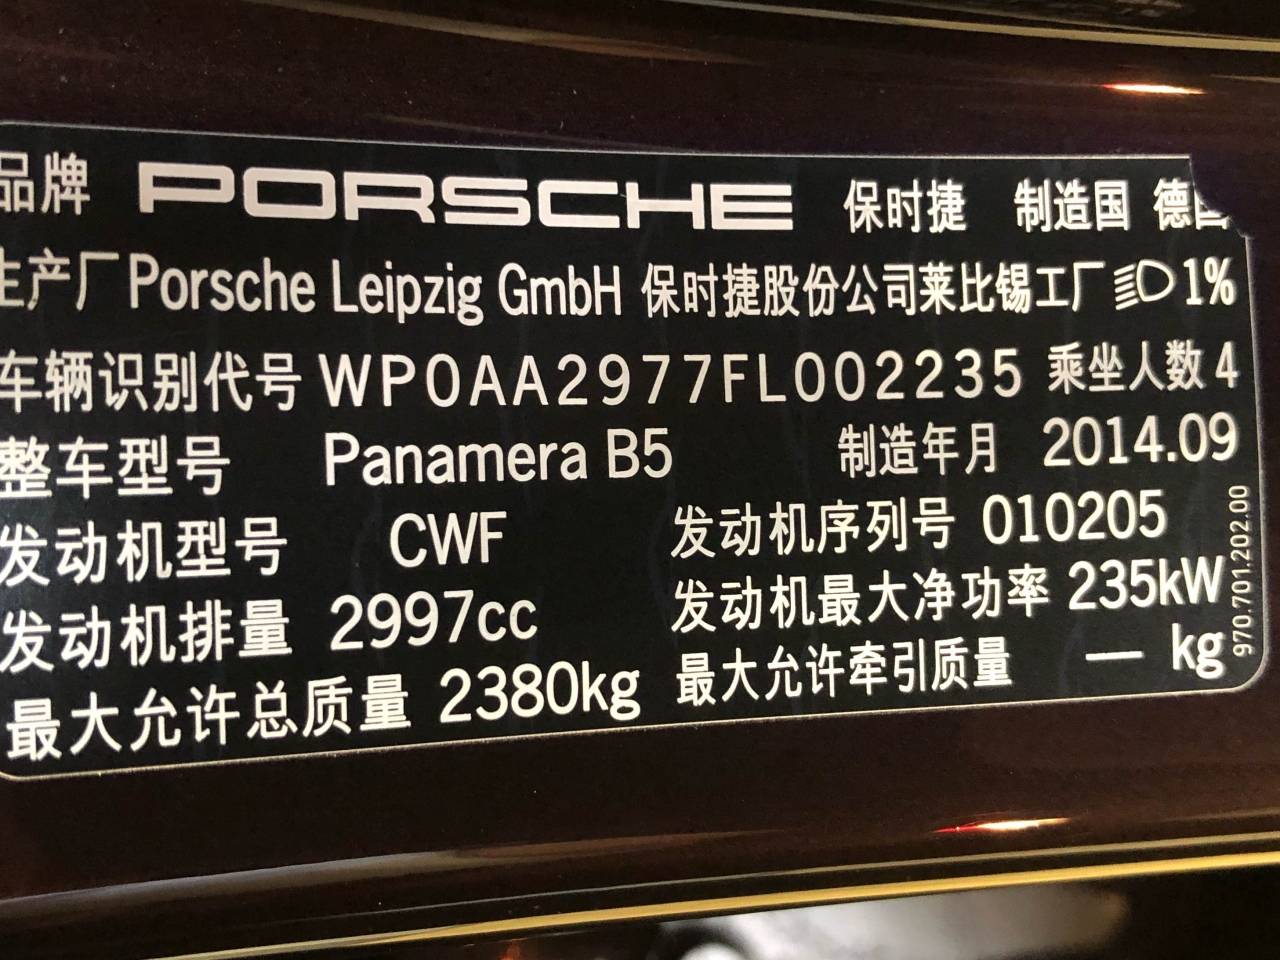 品牌 PORSCHE 保时捷 制造国 德国
生产厂 Porsche Leipzig GmbH 保时捷股份公司莱比锡工厂 1%
车辆识别代号 WP0AA2977FL002235 乘坐人数 4
整车型号 Panamera B5 制造年月 2014.09
发动机型号 CWF 发动机序列号 010205
发动机排量 2997cc 发动机最大净功率 235kW
最大允许总质量 2380kg 最大允许牵引质量 — kg
970.701.202.00